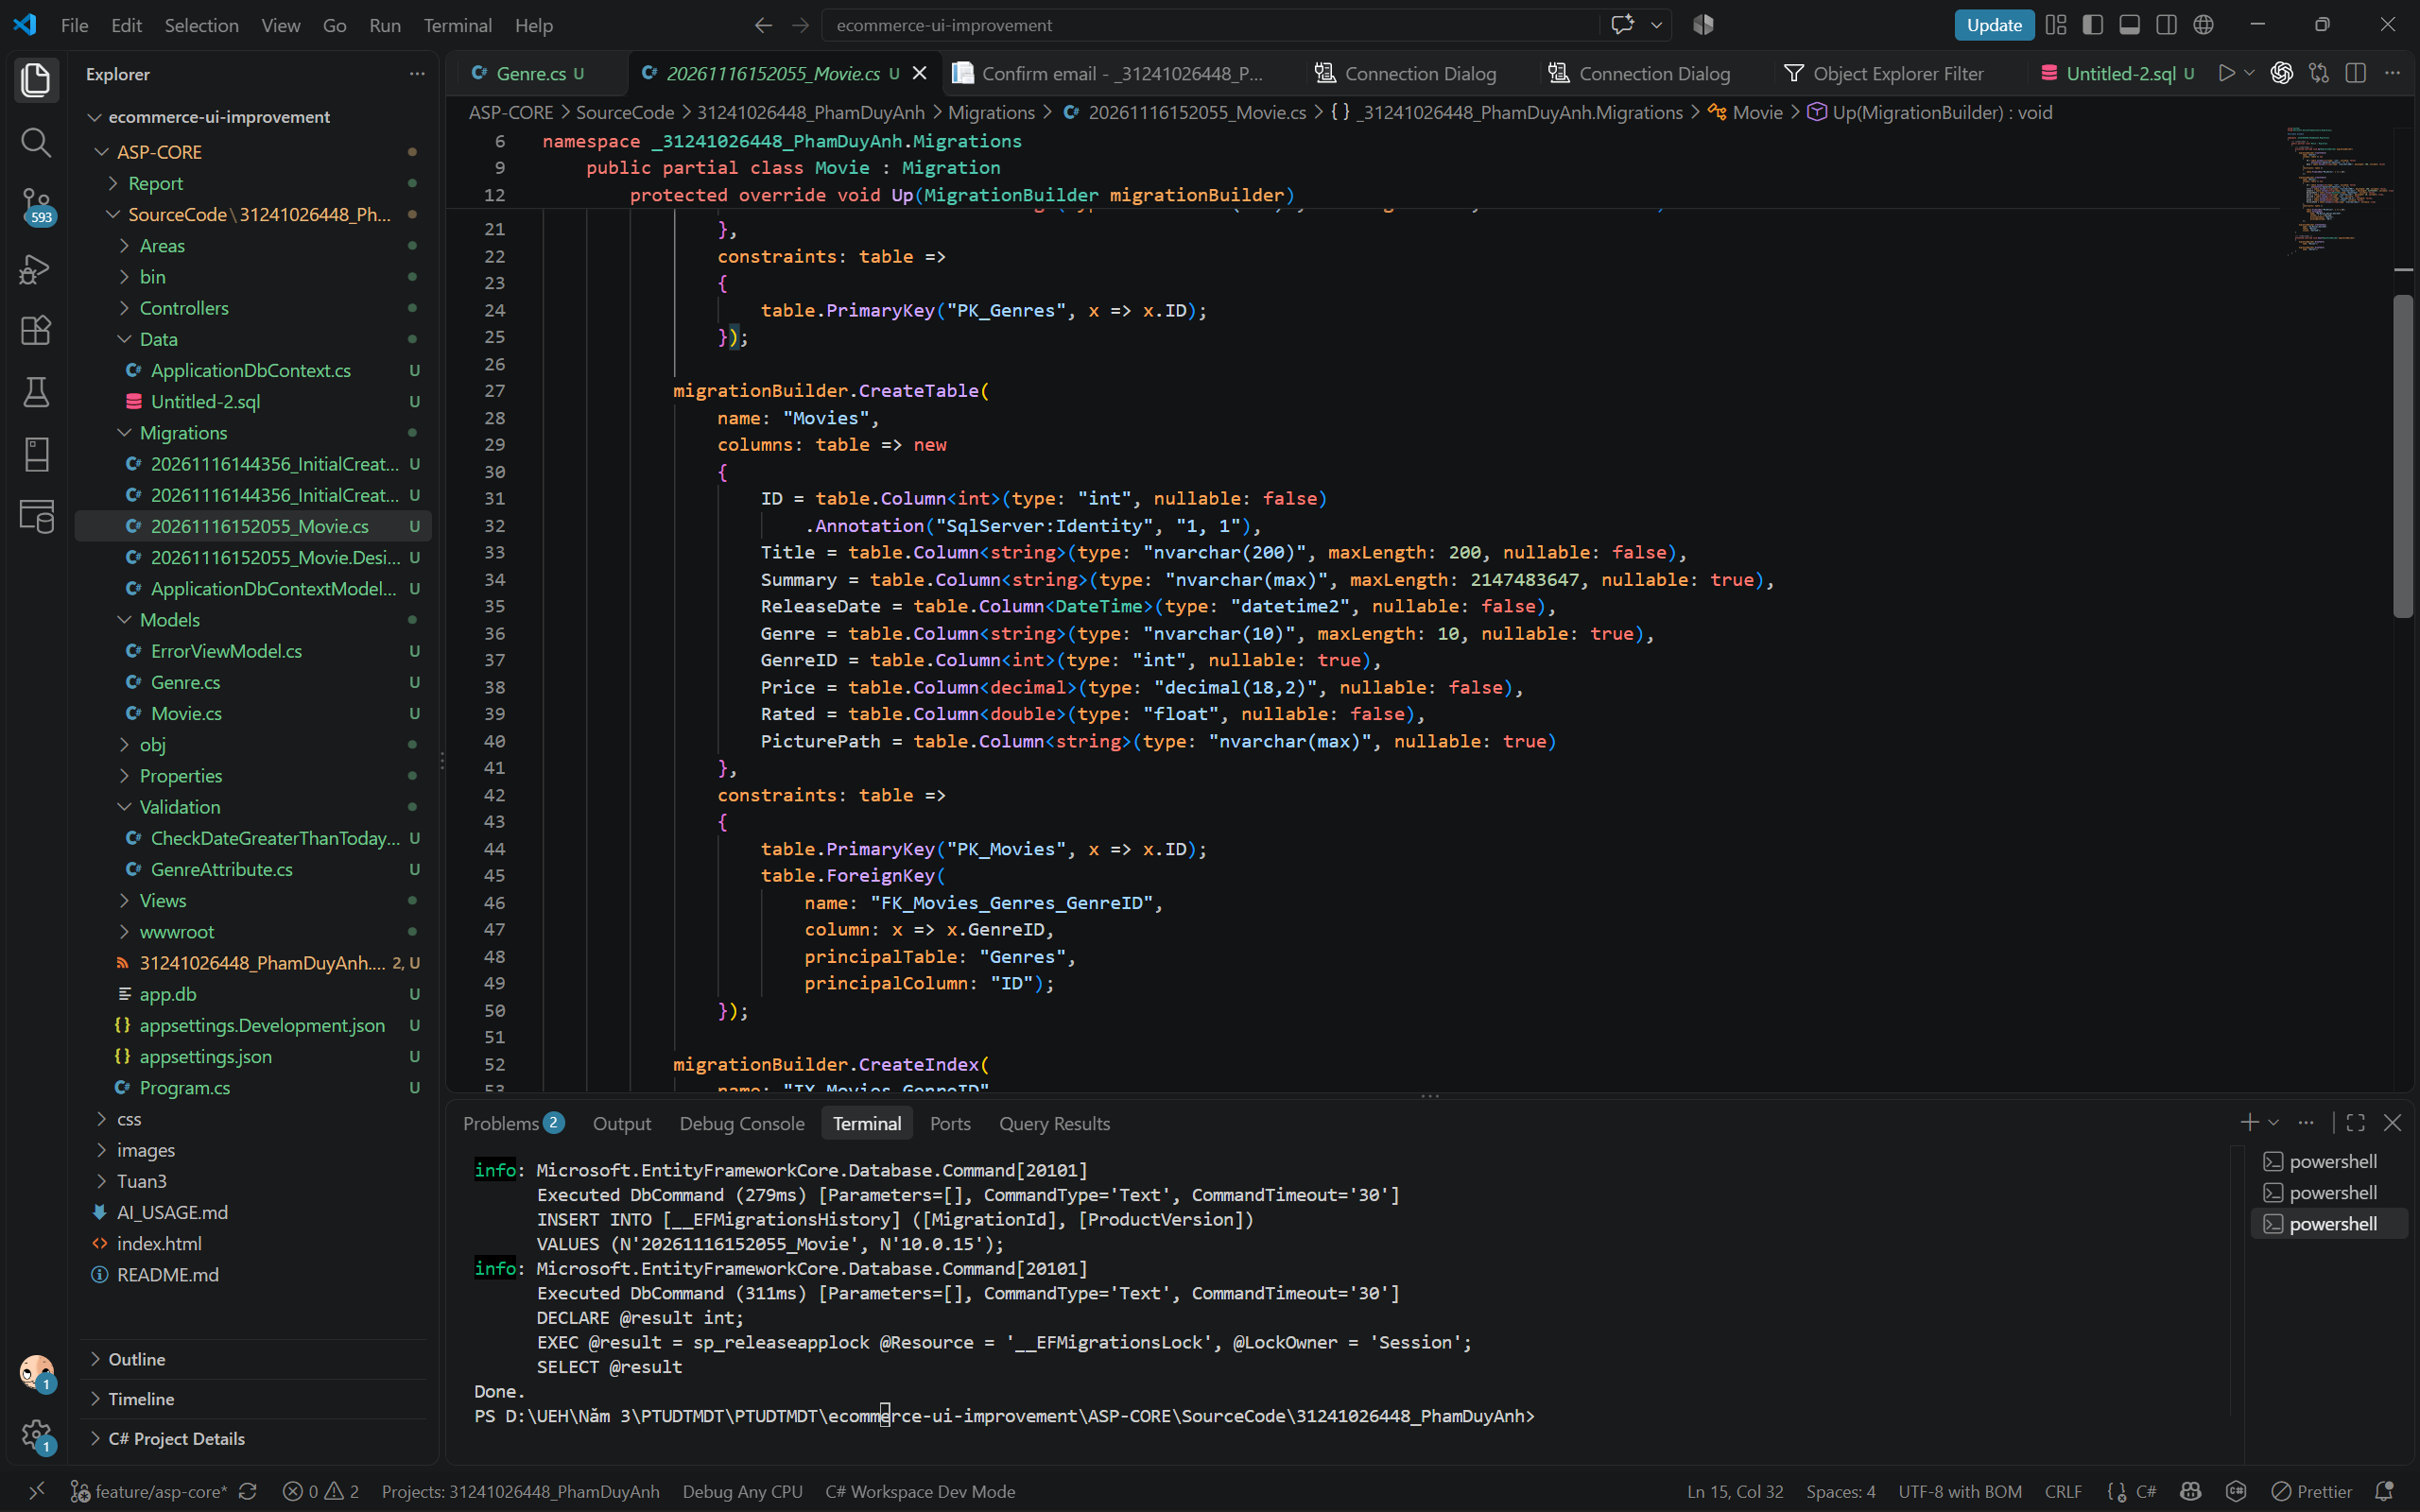 File Edit Selection View Go Run Terminal Help
ecommerce-ui-improvement
Update
Explorer
ecommerce-ui-improvement
ASP-CORE
Report
SourceCode\31241026448_Ph...
Areas
bin
Controllers
Data
ApplicationDbContext.cs U
Untitled-2.sql U
Migrations
20261116144356_InitialCreat... U
20261116144356_InitialCreat... U
20261116152055_Movie.cs U
20261116152055_Movie.Desi... U
ApplicationDbContextModel... U
Models
ErrorViewModel.cs U
Genre.cs U
Movie.cs U
obj
Properties
Validation
CheckDateGreaterThanToday... U
GenreAttribute.cs U
Views
wwwroot
31241026448_PhamDuyAnh.... 2, U
app.db U
appsettings.Development.json U
appsettings.json U
Program.cs U
css
images
Tuan3
AI_USAGE.md
index.html
README.md
Outline
Timeline
C# Project Details
593
1
1
Genre.cs U
20261116152055_Movie.cs U
Confirm email - _31241026448_P...
Connection Dialog
Connection Dialog
Object Explorer Filter
Untitled-2.sql U
ASP-CORE > SourceCode > 31241026448_PhamDuyAnh > Migrations > 20261116152055_Movie.cs > {} _31241026448_PhamDuyAnh.Migrations > Movie > Up(MigrationBuilder) : void
6 namespace _31241026448_PhamDuyAnh.Migrations
9 public partial class Movie : Migration
12 protected override void Up(MigrationBuilder migrationBuilder)
21 },
22 constraints: table =>
23 {
24 table.PrimaryKey("PK_Genres", x => x.ID);
25 });
26
27 migrationBuilder.CreateTable(
28 name: "Movies",
29 columns: table => new
30 {
31 ID = table.Column<int>(type: "int", nullable: false)
32 .Annotation("SqlServer:Identity", "1, 1"),
33 Title = table.Column<string>(type: "nvarchar(200)", maxLength: 200, nullable: false),
34 Summary = table.Column<string>(type: "nvarchar(max)", maxLength: 2147483647, nullable: true),
35 ReleaseDate = table.Column<DateTime>(type: "datetime2", nullable: false),
36 Genre = table.Column<string>(type: "nvarchar(10)", maxLength: 10, nullable: true),
37 GenreID = table.Column<int>(type: "int", nullable: true),
38 Price = table.Column<decimal>(type: "decimal(18,2)", nullable: false),
39 Rated = table.Column<double>(type: "float", nullable: false),
40 PicturePath = table.Column<string>(type: "nvarchar(max)", nullable: true)
41 },
42 constraints: table =>
43 {
44 table.PrimaryKey("PK_Movies", x => x.ID);
45 table.ForeignKey(
46 name: "FK_Movies_Genres_GenreID",
47 column: x => x.GenreID,
48 principalTable: "Genres",
49 principalColumn: "ID");
50 });
51
52 migrationBuilder.CreateIndex(
53 name: "IX_Movies_GenreID"
Problems 2 Output Debug Console Terminal Ports Query Results
info: Microsoft.EntityFrameworkCore.Database.Command[20101]
Executed DbCommand (279ms) [Parameters=[], CommandType='Text', CommandTimeout='30']
INSERT INTO [__EFMigrationsHistory] ([MigrationId], [ProductVersion])
VALUES (N'20261116152055_Movie', N'10.0.15');
info: Microsoft.EntityFrameworkCore.Database.Command[20101]
Executed DbCommand (311ms) [Parameters=[], CommandType='Text', CommandTimeout='30']
DECLARE @result int;
EXEC @result = sp_releaseapplock @Resource = '__EFMigrationsLock', @LockOwner = 'Session';
SELECT @result
Done.
PS D:\UEH\Năm 3\PTUDTMDT\PTUDTMDT\ecommerce-ui-improvement\ASP-CORE\SourceCode\31241026448_PhamDuyAnh>
powershell
powershell
powershell
feature/asp-core* 0 2 Projects: 31241026448_PhamDuyAnh Debug Any CPU C# Workspace Dev Mode
Ln 15, Col 32 Spaces: 4 UTF-8 with BOM CRLF C# Prettier